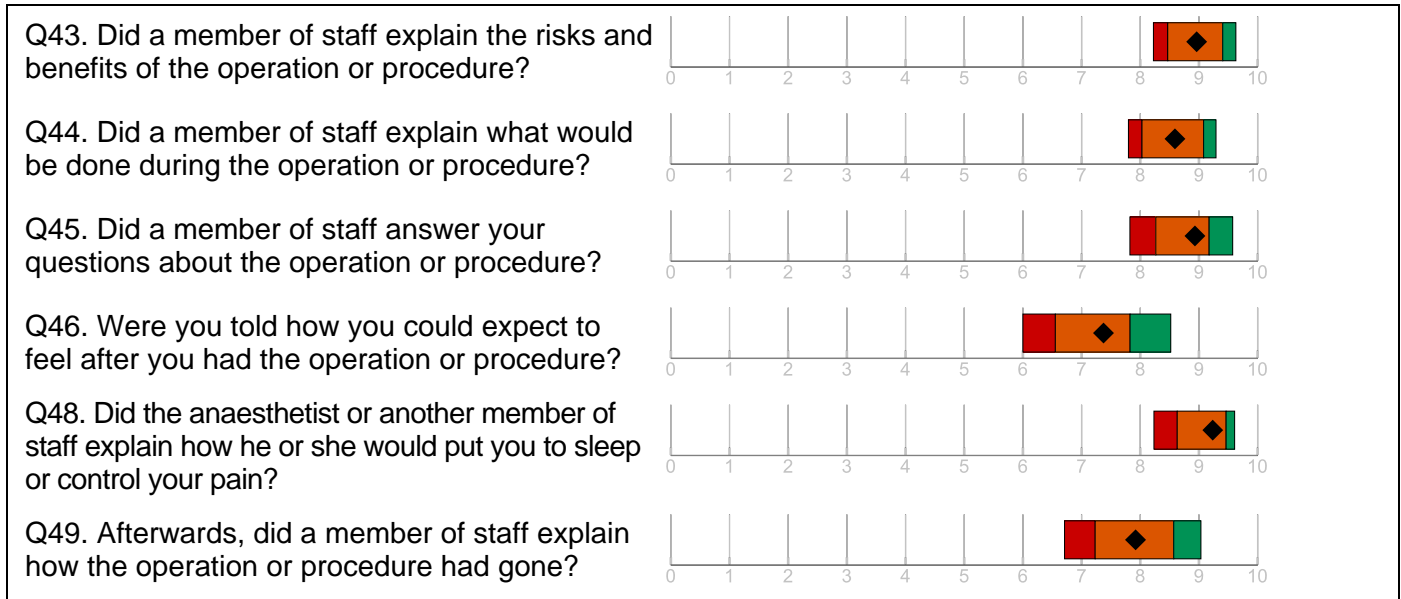 Q43. Did a member of staff explain the risks and
benefits of the operation or procedure?
0 1 2 3 4 5 6 7 8 9 10
Q44. Did a member of staff explain what would
be done during the operation or procedure?
0 1 2 3 4 5 6 7 8 9 10
Q45. Did a member of staff answer your
questions about the operation or procedure?
0 1 2 3 4 5 6 7 8 9 10
Q46. Were you told how you could expect to
feel after you had the operation or procedure?
0 1 2 3 4 5 6 7 8 9 10
Q48. Did the anaesthetist or another member of
staff explain how he or she would put you to sleep
or control your pain?
0 1 2 3 4 5 6 7 8 9 10
Q49. Afterwards, did a member of staff explain
how the operation or procedure had gone?
0 1 2 3 4 5 6 7 8 9 10